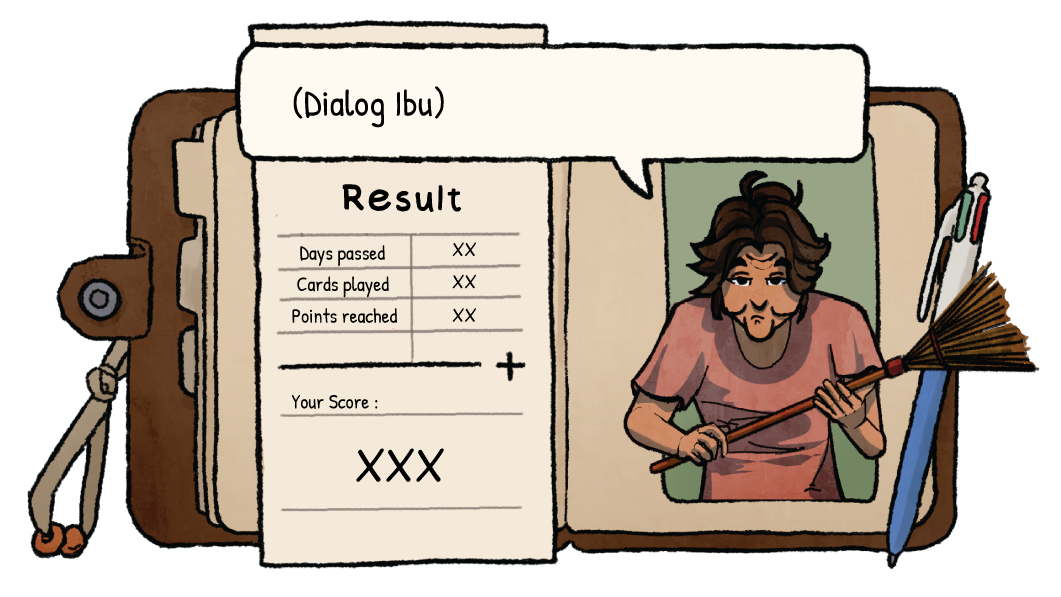 (Dialog Ibu)
Result
Days passed XX
Cards played XX
Points reached XX
+
Your Score :
XXX